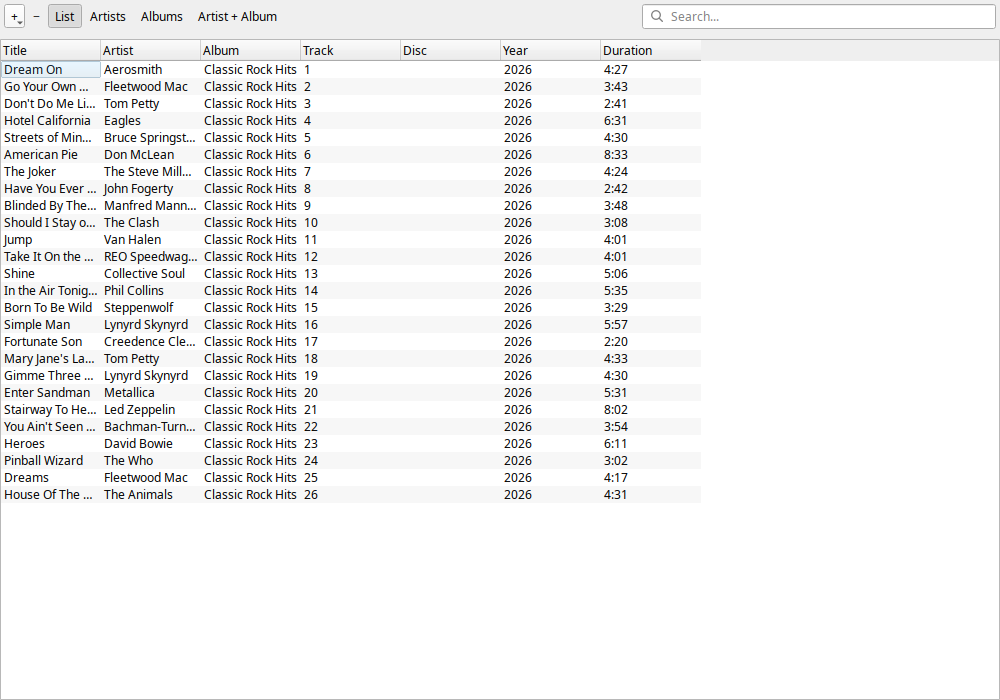 + − List Artists Albums Artist + Album Search...
Title Artist Album Track Disc Year Duration
Dream On Aerosmith Classic Rock Hits 1 2026 4:27
Go Your Own ... Fleetwood Mac Classic Rock Hits 2 2026 3:43
Don't Do Me Li... Tom Petty Classic Rock Hits 3 2026 2:41
Hotel California Eagles Classic Rock Hits 4 2026 6:31
Streets of Min... Bruce Springst... Classic Rock Hits 5 2026 4:30
American Pie Don McLean Classic Rock Hits 6 2026 8:33
The Joker The Steve Mill... Classic Rock Hits 7 2026 4:24
Have You Ever ... John Fogerty Classic Rock Hits 8 2026 2:42
Blinded By The... Manfred Mann... Classic Rock Hits 9 2026 3:48
Should I Stay o... The Clash Classic Rock Hits 10 2026 3:08
Jump Van Halen Classic Rock Hits 11 2026 4:01
Take It On the ... REO Speedwag... Classic Rock Hits 12 2026 4:01
Shine Collective Soul Classic Rock Hits 13 2026 5:06
In the Air Tonig... Phil Collins Classic Rock Hits 14 2026 5:35
Born To Be Wild Steppenwolf Classic Rock Hits 15 2026 3:29
Simple Man Lynyrd Skynyrd Classic Rock Hits 16 2026 5:57
Fortunate Son Creedence Cle... Classic Rock Hits 17 2026 2:20
Mary Jane's La... Tom Petty Classic Rock Hits 18 2026 4:33
Gimme Three ... Lynyrd Skynyrd Classic Rock Hits 19 2026 4:30
Enter Sandman Metallica Classic Rock Hits 20 2026 5:31
Stairway To He... Led Zeppelin Classic Rock Hits 21 2026 8:02
You Ain't Seen ... Bachman-Turn... Classic Rock Hits 22 2026 3:54
Heroes David Bowie Classic Rock Hits 23 2026 6:11
Pinball Wizard The Who Classic Rock Hits 24 2026 3:02
Dreams Fleetwood Mac Classic Rock Hits 25 2026 4:17
House Of The ... The Animals Classic Rock Hits 26 2026 4:31